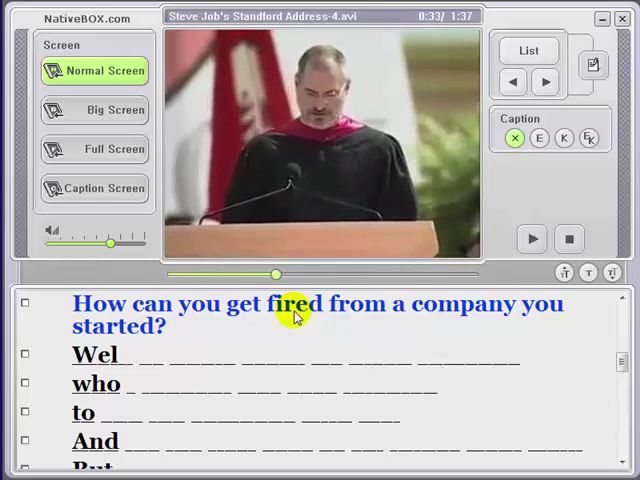 NativeBOX.com
Steve Job's Standford Address-4.avi 0:33/ 1:37
Screen
Normal Screen
Big Screen
Full Screen
Caption Screen
List
Caption
E K EK
T T T
How can you get fired from a company you
started?
Wel
who
to
And
But